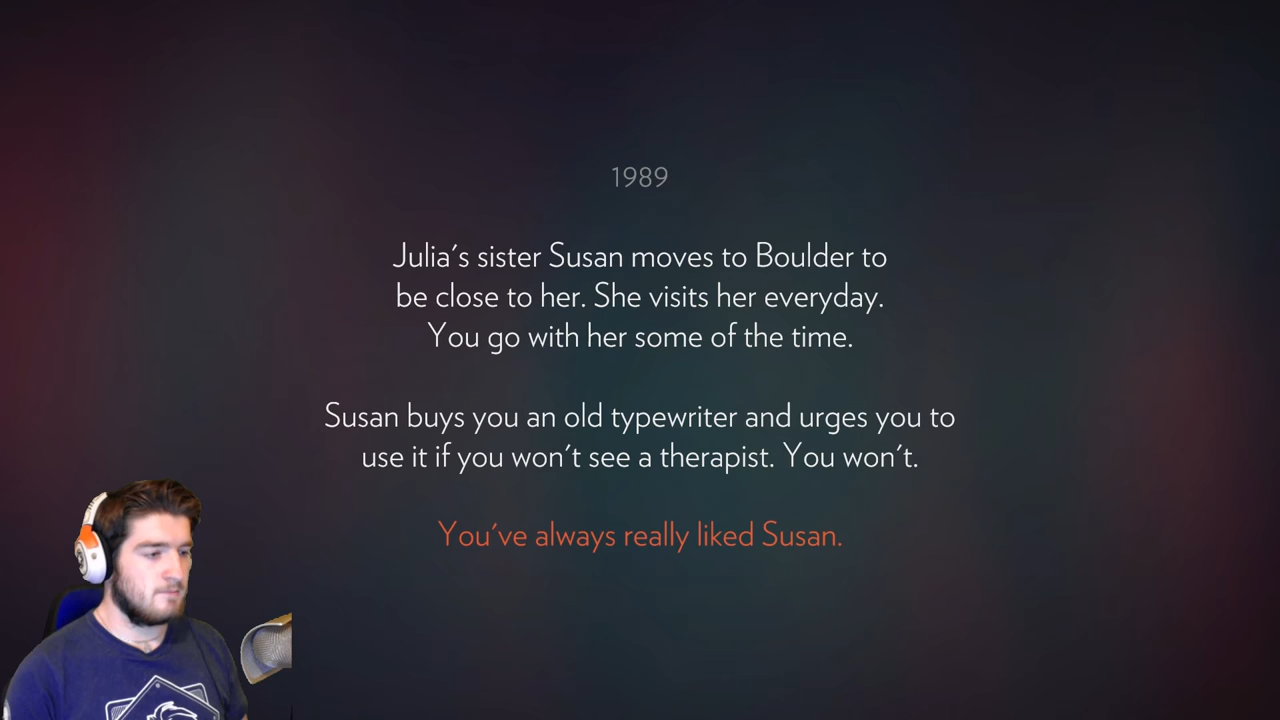 1989
Julia's sister Susan moves to Boulder to
be close to her. She visits her everyday.
You go with her some of the time.
Susan buys you an old typewriter and urges you to
use it if you won't see a therapist. You won't.
You've always really liked Susan.